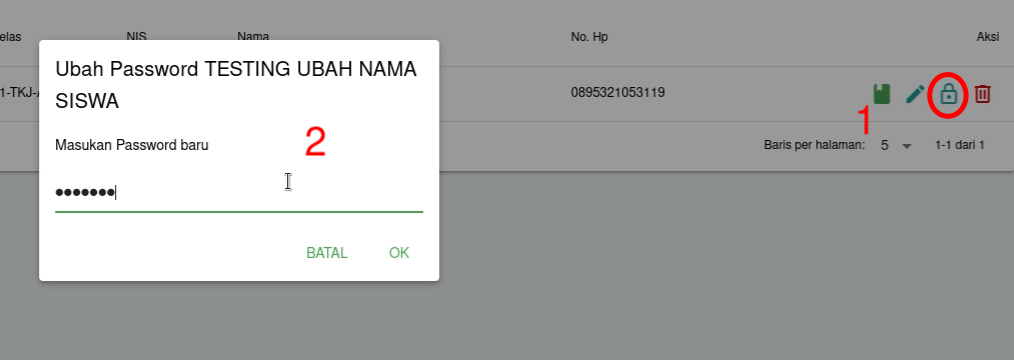 elas NIS Nama No. Hp Aksi
Ubah Password TESTING UBAH NAMA
SISWA
1-TKJ-A 0895321053119
1
Masukan Password baru
2
Baris per halaman: 5 1-1 dari 1
•••••••
BATAL OK